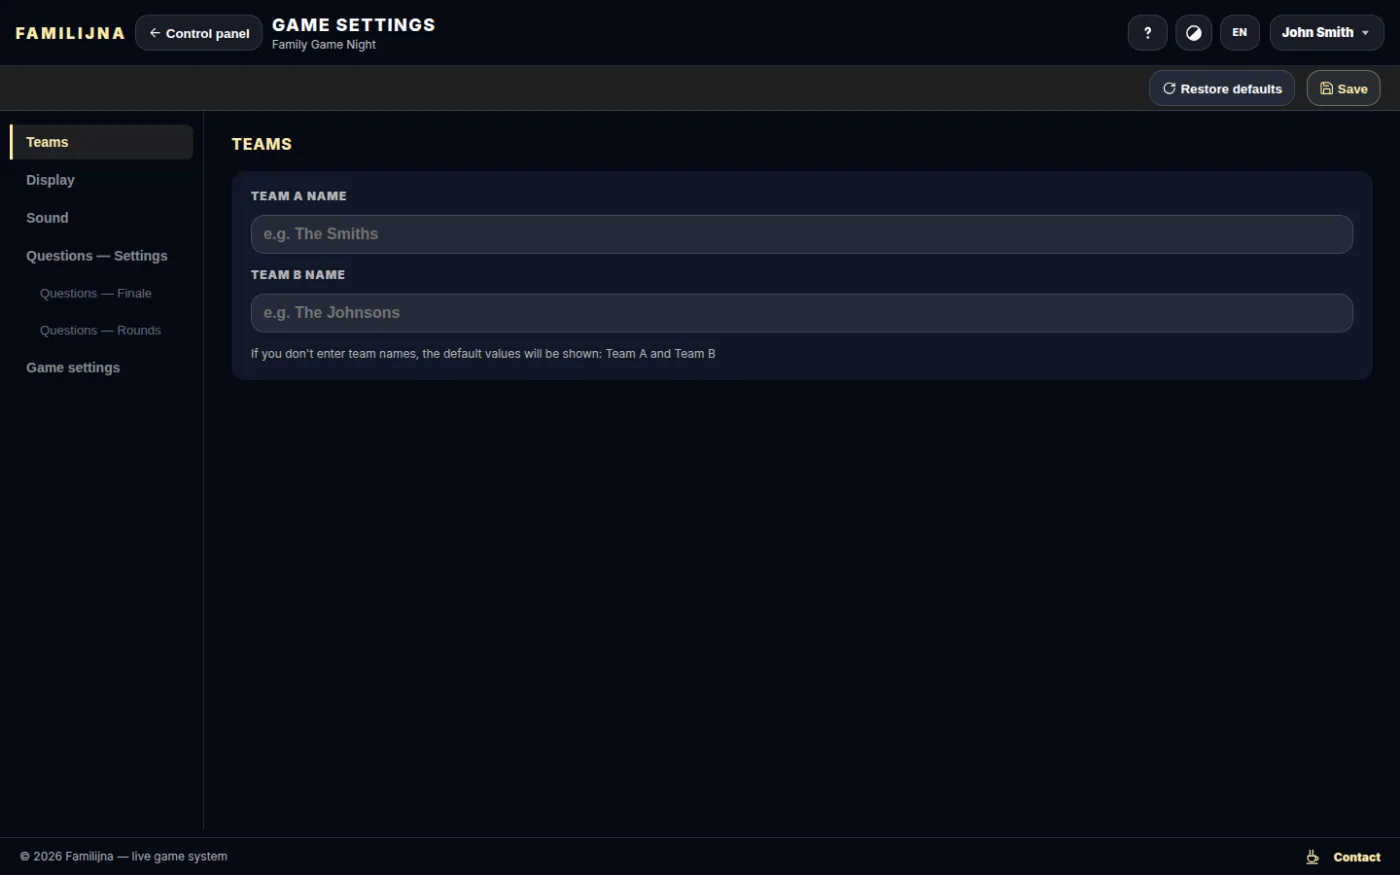 FAMILIJNA
Control panel
GAME SETTINGS
Family Game Night
?
EN
John Smith
Restore defaults
Save
Teams
Display
Sound
Questions — Settings
Questions — Finale
Questions — Rounds
Game settings
TEAMS
TEAM A NAME
e.g. The Smiths
TEAM B NAME
e.g. The Johnsons
If you don't enter team names, the default values will be shown: Team A and Team B
© 2026 Familijna — live game system
Contact